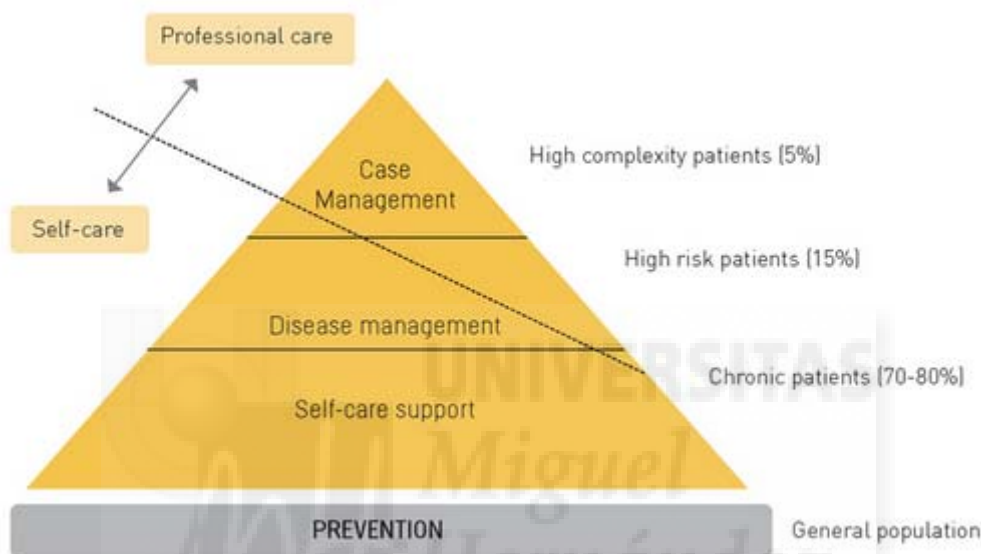 Professional care
Self-care
Case
Management
High complexity patients (5%)
High risk patients (15%)
Disease management
Chronic patients (70-80%)
Self-care support
UNIVERSITAS
Miguel
PREVENTION
General population